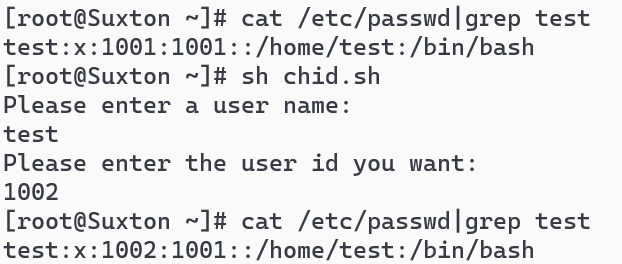 [root@Suxton ~]# cat /etc/passwd|grep test
test:x:1001:1001::/home/test:/bin/bash
[root@Suxton ~]# sh chid.sh
Please enter a user name:
test
Please enter the user id you want:
1002
[root@Suxton ~]# cat /etc/passwd|grep test
test:x:1002:1001::/home/test:/bin/bash